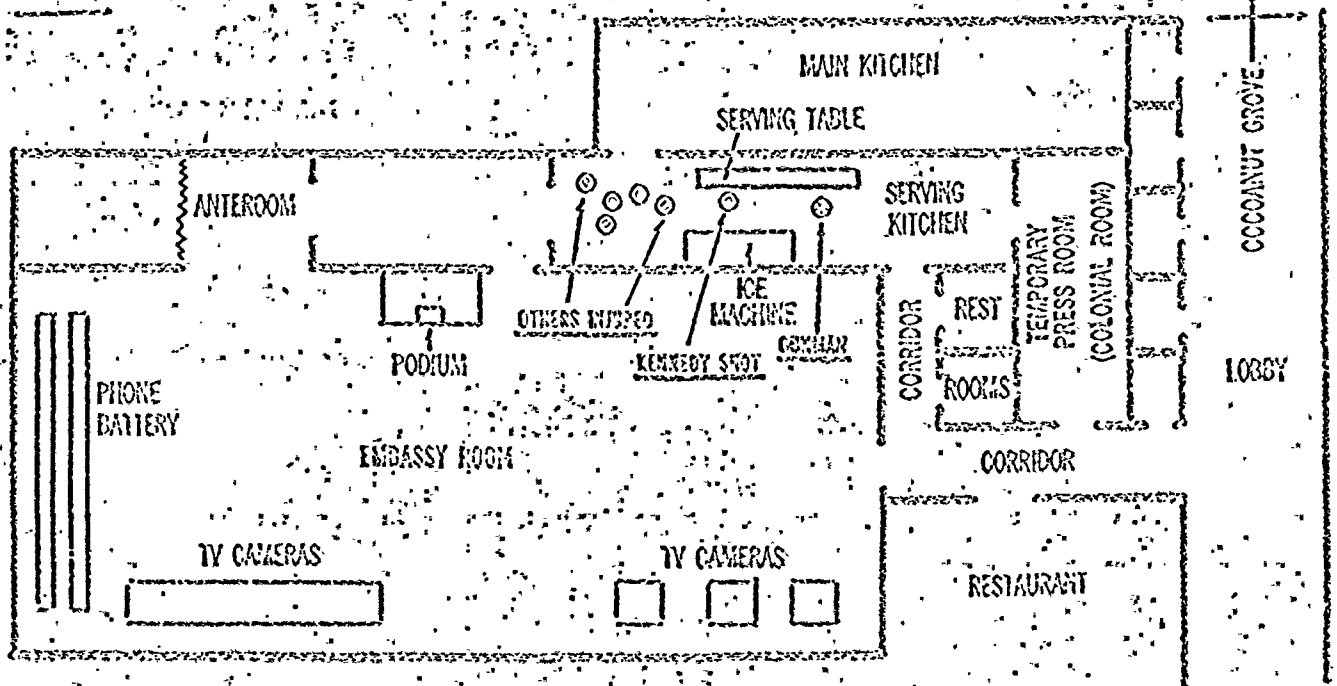 MAIN KITCHEN
SERVING TABLE
COCOANUT GROVE
ANTEROOM
SERVING
KITCHEN
TEMPORARY
PRESS ROOM
(COLONIAL ROOM)
ICE
MACHINE
OTHERS INJURED
KENNEDY SHOT
GUNMAN
PODIUM
CORRIDOR
REST
ROOMS
LOBBY
PHONE
BATTERY
EMBASSY ROOM
CORRIDOR
TV CAMERAS
TV CAMERAS
RESTAURANT